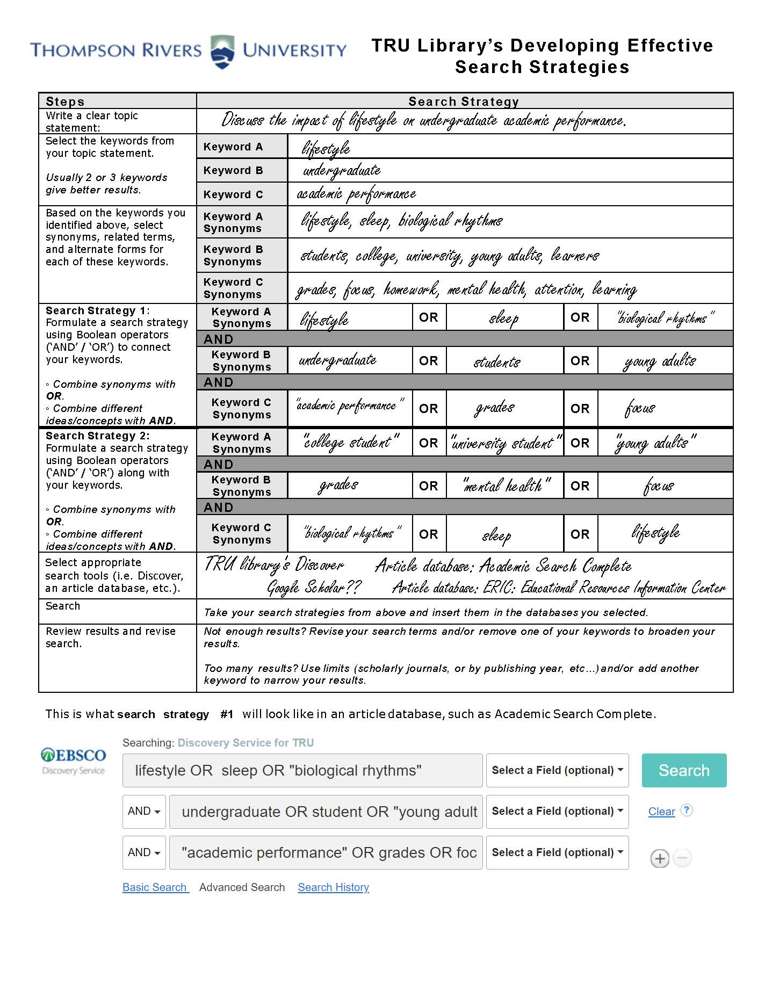 THOMPSON RIVERS UNIVERSITY
TRU Library’s Developing Effective
Search Strategies
Steps
Search Strategy
Write a clear topic
statement:
Discuss the impact of lifestyle on undergraduate academic performance.
Select the keywords from
your topic statement.
Usually 2 or 3 keywords
give better results.
Keyword A
lifestyle
Keyword B
undergraduate
Keyword C
academic performance
Based on the keywords you
identified above, select
synonyms, related terms,
and alternate forms for
each of these keywords.
Keyword A
Synonyms
lifestyle, sleep, biological rhythms
Keyword B
Synonyms
students, college, university, young adults, learners
Keyword C
Synonyms
grades, focus, homework, mental health, attention, learning
Search Strategy 1:
Formulate a search strategy
using Boolean operators
(‘AND’ / ‘OR’) to connect
your keywords.
◦ Combine synonyms with
OR.
◦ Combine different
ideas/concepts with AND.
Keyword A
Synonyms
lifestyle OR sleep OR "biological rhythms"
AND
Keyword B
Synonyms
undergraduate OR students OR young adults
AND
Keyword C
Synonyms
"academic performance" OR grades OR focus
Search Strategy 2:
Formulate a search strategy
using Boolean operators
(‘AND’ / ‘OR’) along with
your keywords.
◦ Combine synonyms with
OR.
◦ Combine different
ideas/concepts with AND.
Keyword A
Synonyms
"college student" OR "university student" OR "young adults"
AND
Keyword B
Synonyms
grades OR "mental health" OR focus
AND
Keyword C
Synonyms
"biological rhythms" OR sleep OR lifestyle
Select appropriate
search tools (i.e. Discover,
an article database, etc.).
TRU library's Discover Article database: Academic Search Complete
Google Scholar?? Article database: ERIC: Educational Resources Information Center
Search
Take your search strategies from above and insert them in the databases you selected.
Review results and revise
search.
Not enough results? Revise your search terms and/or remove one of your keywords to broaden your
results.
Too many results? Use limits (scholarly journals, or by publishing year, etc...) and/or add another
keyword to narrow your results.
This is what search strategy #1 will look like in an article database, such as Academic Search Complete.
EBSCO
Discovery Service
Searching: Discovery Service for TRU
lifestyle OR sleep OR "biological rhythms" Select a Field (optional) Search
AND undergraduate OR student OR "young adult Select a Field (optional) Clear ?
AND "academic performance" OR grades OR foc Select a Field (optional)
Basic Search Advanced Search Search History